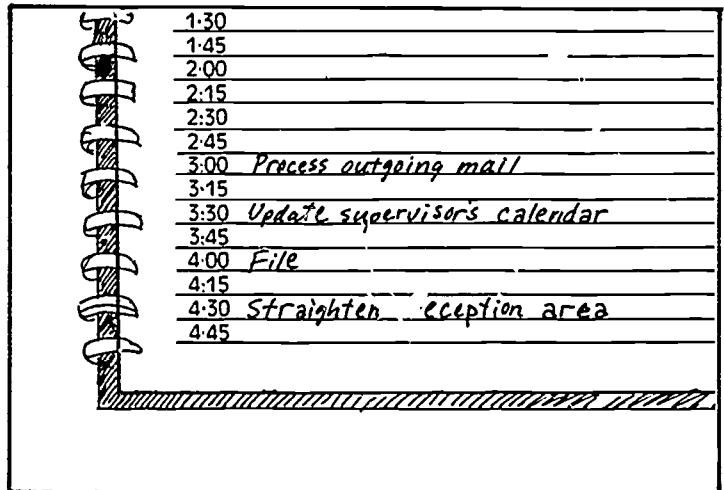 1·30
1·45
2·00
2:15
2:30
2·45
3:00 Process outgoing mail
3·15
3:30 Update supervisor's calendar
3:45
4·00 File
4:15
4·30 Straighten eception area
4·45